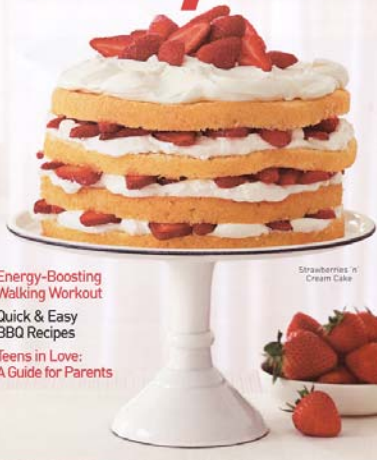 Energy-Boosting
Walking Workout
Quick & Easy
BBQ Recipes
Teens in Love:
A Guide for Parents
Strawberries 'n'
Cream Cake